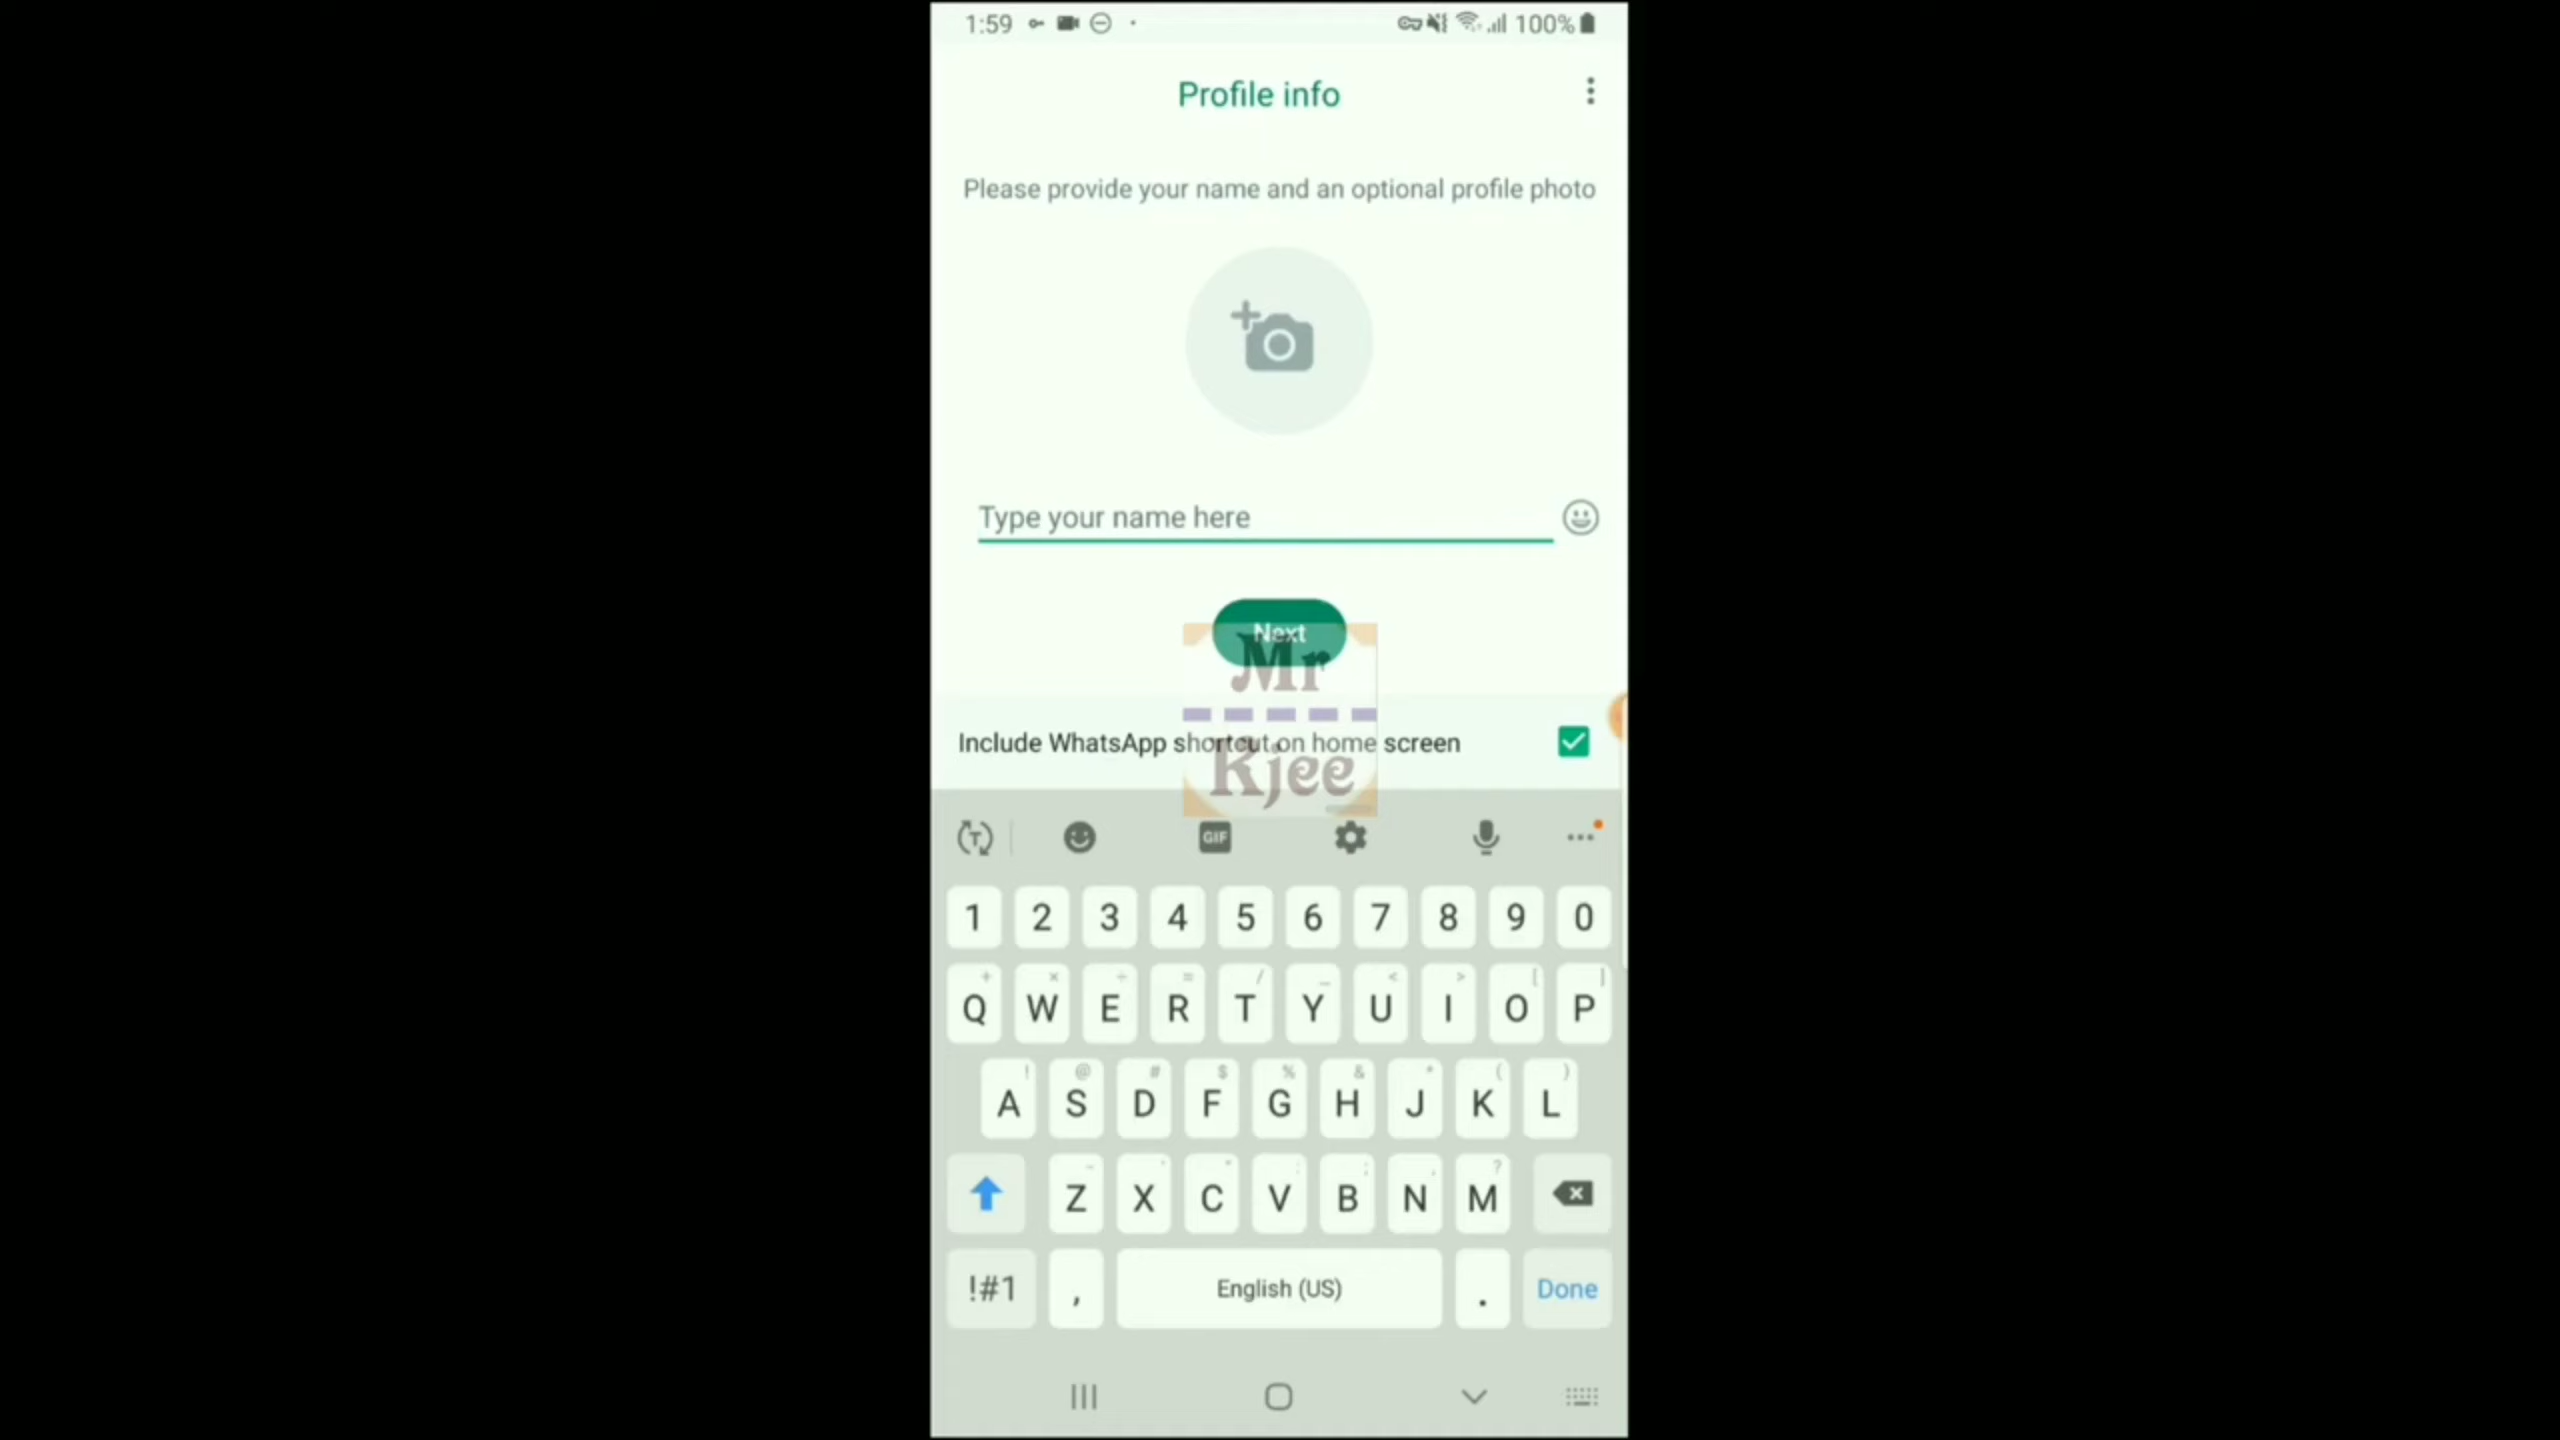 1:59
100%
Profile info
Please provide your name and an optional profile photo
Type your name here
Next
Mr
Include WhatsApp shortcut on home screen
Kjee
GIF
1 2 3 4 5 6 7 8 9 0
Q W E R T Y U I O P
A S D F G H J K L
Z X C V B N M
!#1 , English (US) . Done